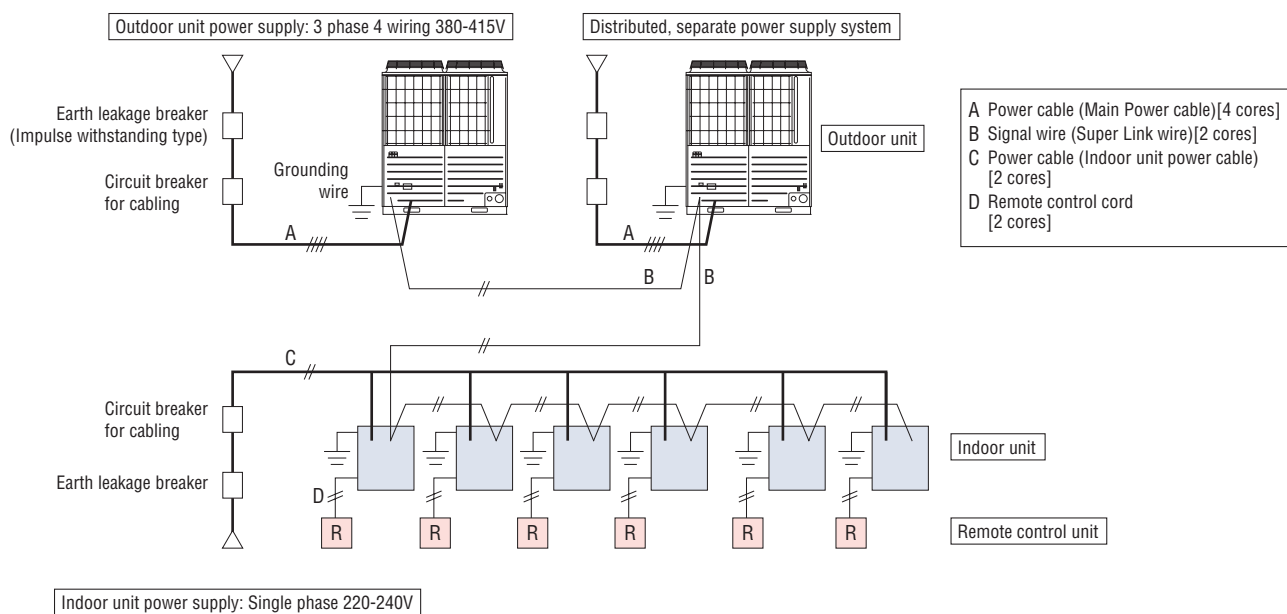 Outdoor unit power supply: 3 phase 4 wiring 380-415V
Distributed, separate power supply system
Earth leakage breaker
(Impulse withstanding type)
Circuit breaker
for cabling
Grounding
wire
A
A
Outdoor unit
A Power cable (Main Power cable)[4 cores]
B Signal wire (Super Link wire)[2 cores]
C Power cable (Indoor unit power cable)
[2 cores]
D Remote control cord
[2 cores]
B
B
C
Circuit breaker
for cabling
Earth leakage breaker
D
Indoor unit
R
R
R
R
R
R
Remote control unit
Indoor unit power supply: Single phase 220-240V